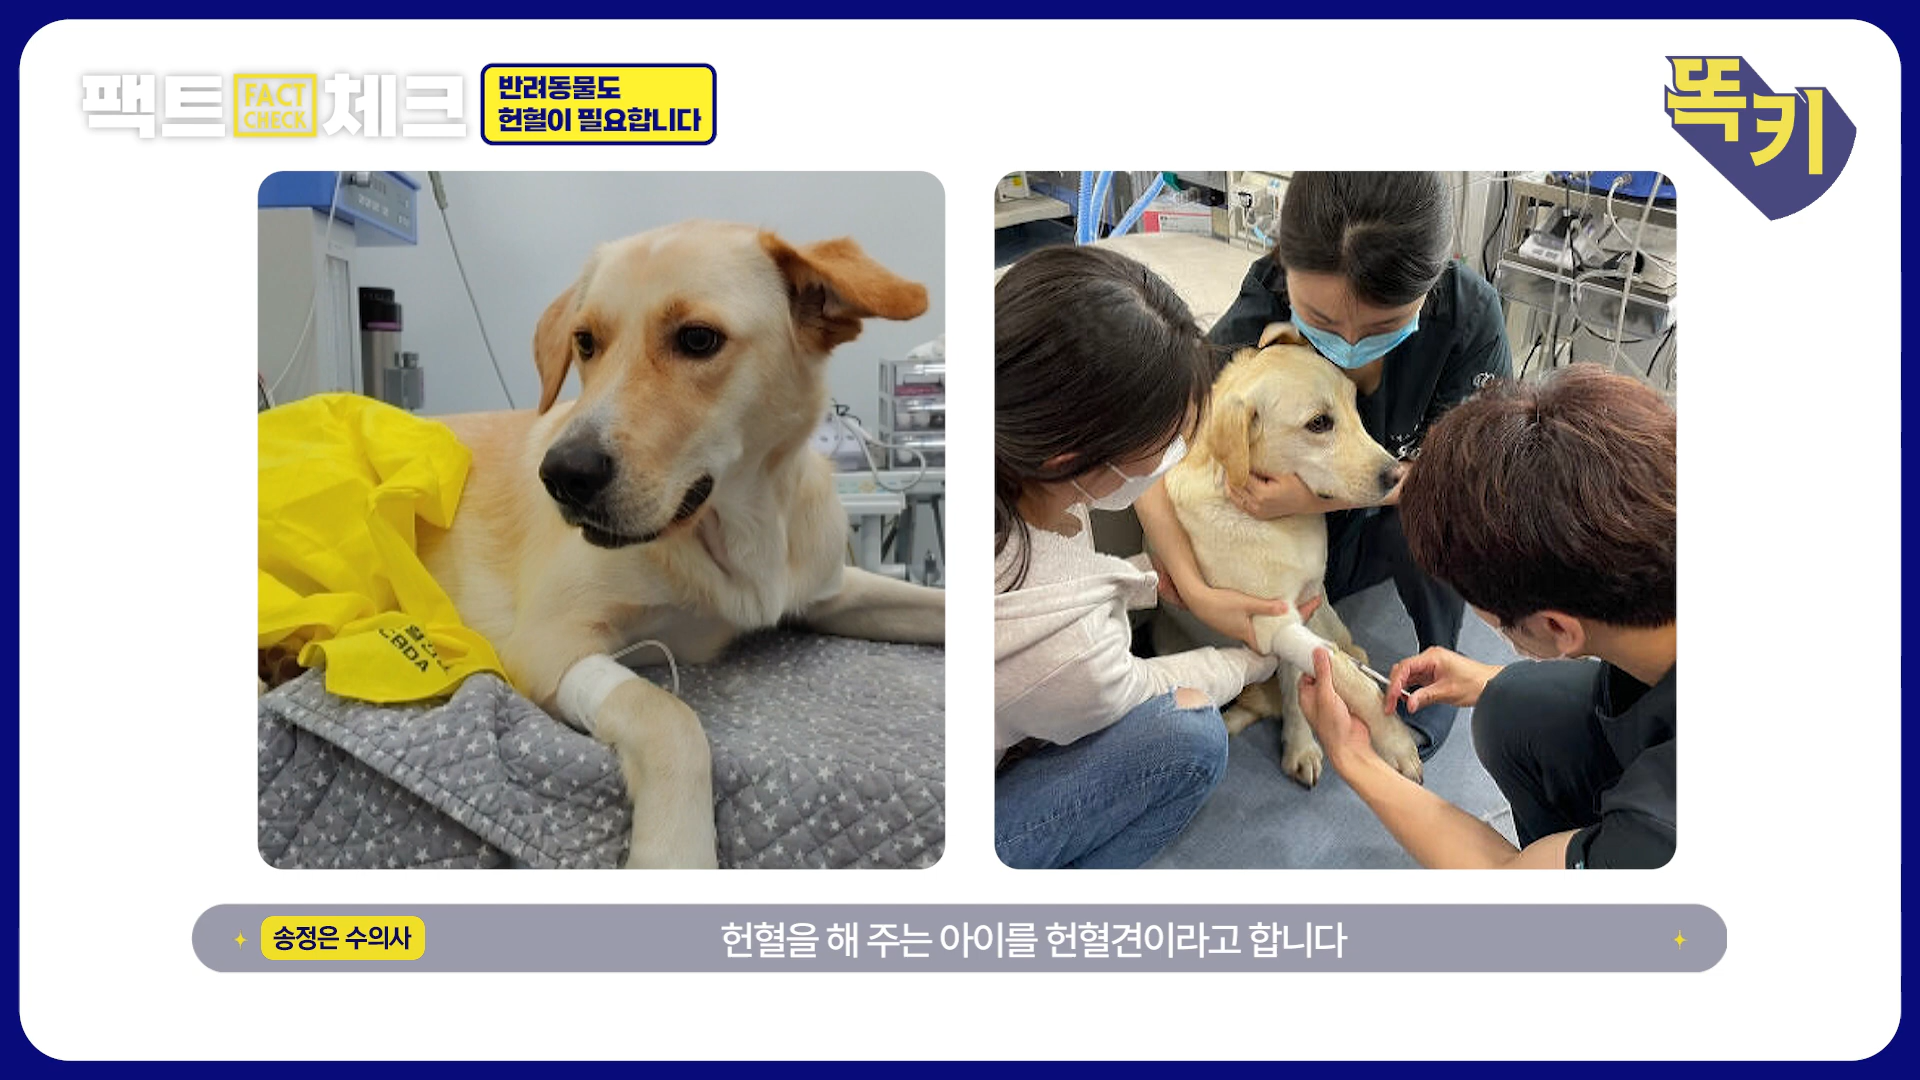 팩트
FACT
CHECK
체크
반려동물도
헌혈이 필요합니다
똑키
CBDA
송정은 수의사
헌혈을 해 주는 아이를 헌혈견이라고 합니다